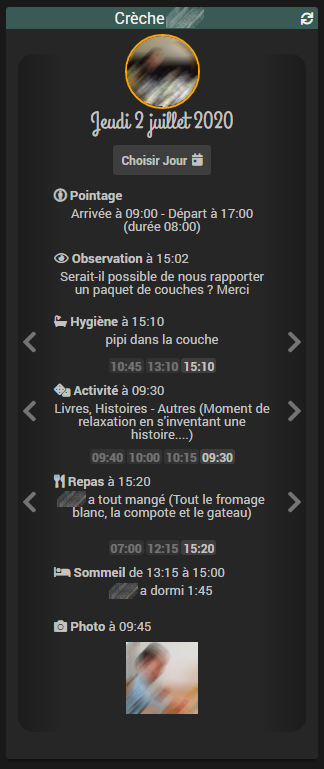 Crèche
Jeudi 2 juillet 2020
Choisir Jour
Pointage
Arrivée à 09:00 - Départ à 17:00
(durée 08:00)
Observation à 15:02
Serait-il possible de nous rapporter
un paquet de couches ? Merci
Hygiène à 15:10
pipi dans la couche
10:45 13:10 15:10
Activité à 09:30
Livres, Histoires - Autres (Moment de
relaxation en s'inventant une
histoire....)
09:40 10:00 10:15 09:30
Repas à 15:20
a tout mangé (Tout le fromage
blanc, la compote et le gateau)
07:00 12:15 15:20
Sommeil de 13:15 à 15:00
a dormi 1:45
Photo à 09:45